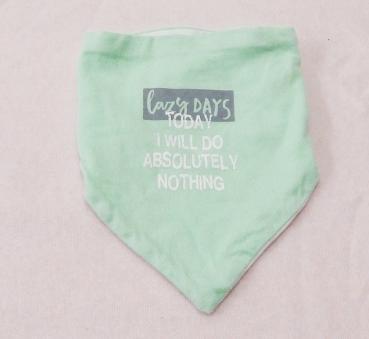 lazy DAYS
TODAY
I WILL DO
ABSOLUTELY
NOTHING